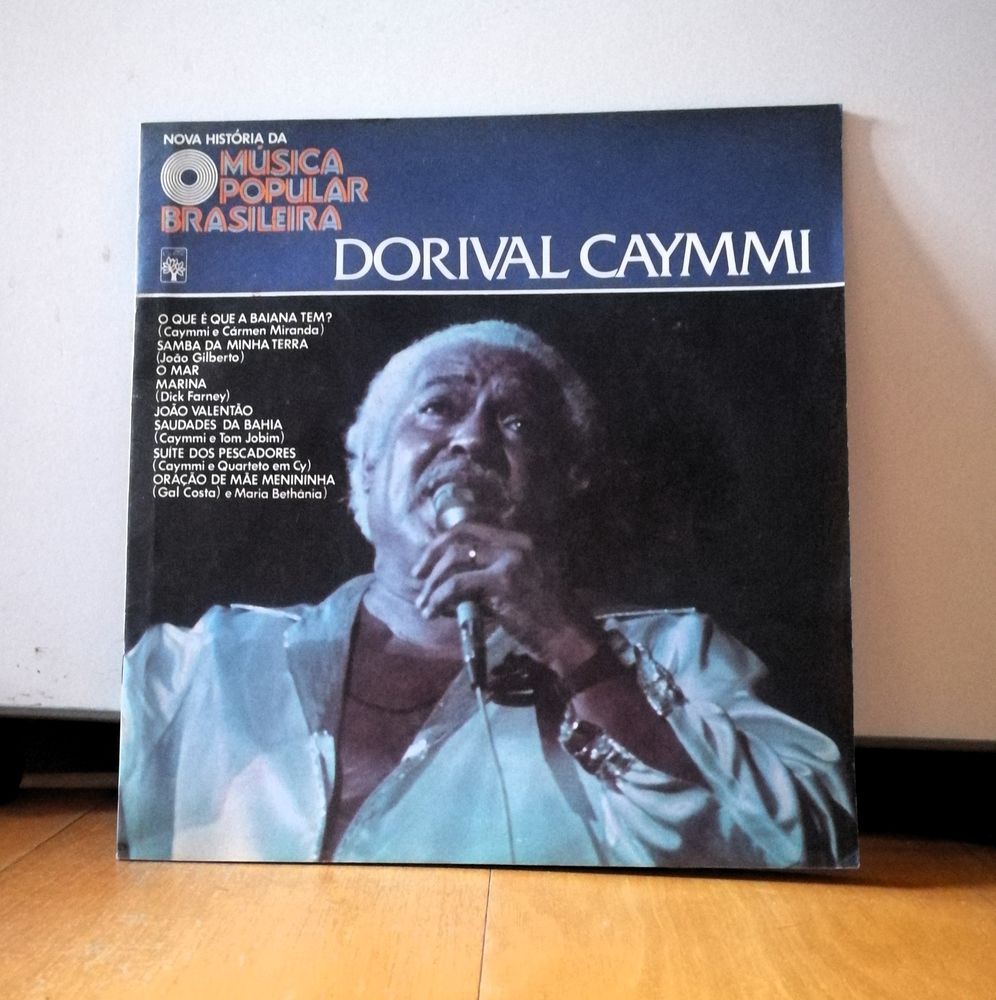 NOVA HISTÓRIA DA
MÚSICA
POPULAR
BRASILEIRA
DORIVAL CAYMMI
O QUE É QUE A BAIANA TEM?
(Caymmi e Cármen Miranda)
SAMBA DA MINHA TERRA
(João Gilberto)
O MAR
MARINA
(Dick Farney)
JOÃO VALENTÃO
SAUDADES DA BAHIA
(Caymmi e Tom Jobim)
SUÍTE DOS PESCADORES
(Caymmi e Quarteto em Cy)
ORAÇÃO DE MÃE MENININHA
(Gal Costa) e Maria Bethânia)